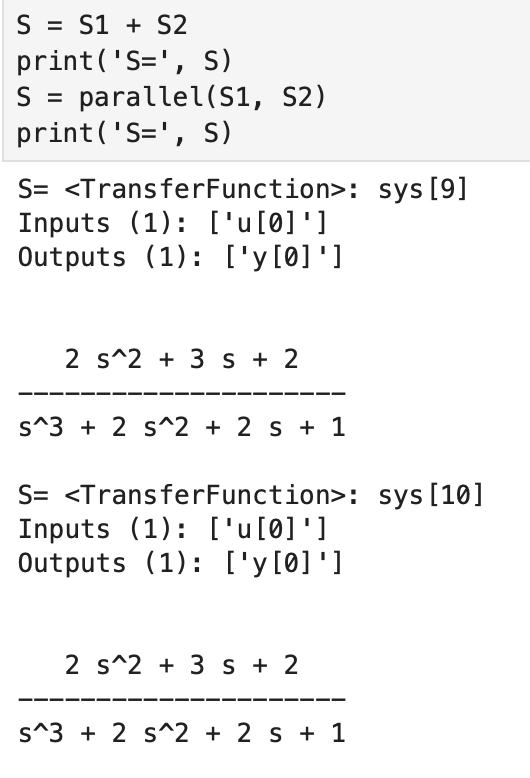 S = S1 + S2
print('S=', S)
S = parallel(S1, S2)
print('S=', S)
S= <TransferFunction>: sys[9]
Inputs (1): ['u[0]']
Outputs (1): ['y[0]']
2 s^2 + 3 s + 2
---------------------
s^3 + 2 s^2 + 2 s + 1
S= <TransferFunction>: sys[10]
Inputs (1): ['u[0]']
Outputs (1): ['y[0]']
2 s^2 + 3 s + 2
---------------------
s^3 + 2 s^2 + 2 s + 1